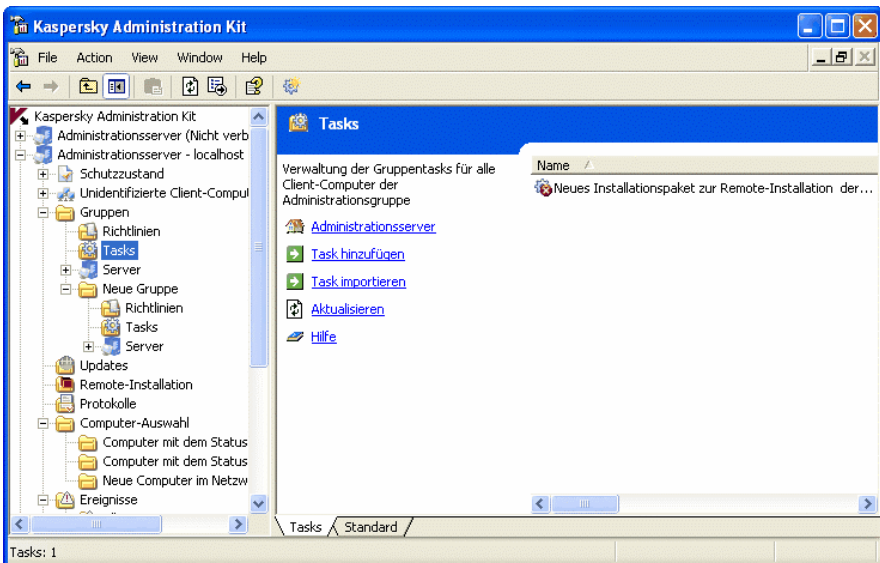 Kaspersky Administration Kit
File Action View Window Help
Kaspersky Administration Kit
Administrationsserver (Nicht verb
Administrationsserver - localhost
Schutzzustand
Unidentifizierte Client-Comput
Gruppen
Richtlinien
Tasks
Server
Neue Gruppe
Richtlinien
Tasks
Server
Updates
Remote-Installation
Protokolle
Computer-Auswahl
Computer mit dem Status
Computer mit dem Status
Neue Computer im Netzw
Ereignisse
Tasks
Verwaltung der Gruppentasks für alle
Client-Computer der
Administrationsgruppe
Administrationsserver
Task hinzufügen
Task importieren
Aktualisieren
Hilfe
Name
Neues Installationspaket zur Remote-Installation der...
Tasks Standard
Tasks: 1